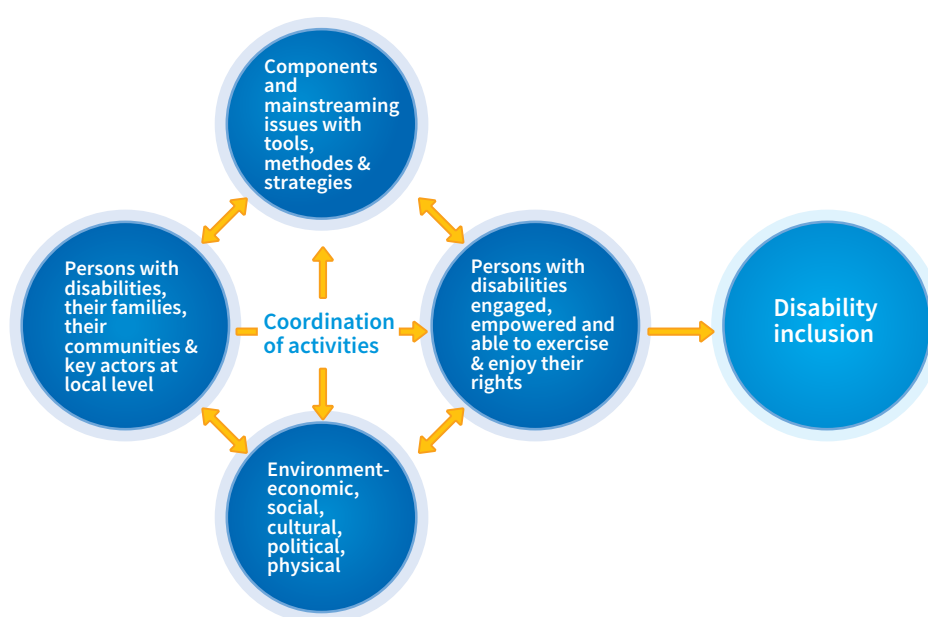 Components
and
mainstreaming
issues with
tools,
methodes &
strategies
Persons with
disabilities,
their families,
their
communities &
key actors at
local level
Coordination
of activities
Persons with
disabilities
engaged,
empowered and
able to exercise
& enjoy their
rights
Disability
inclusion
Environment-
economic,
social,
cultural,
political,
physical